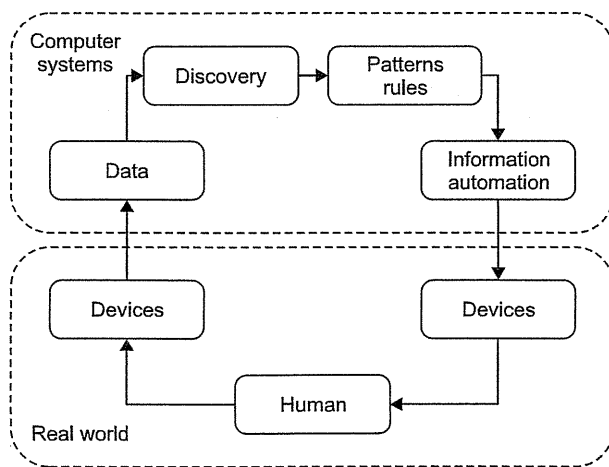 Computer
systems
Discovery
Patterns
rules
Data
Information
automation
Devices
Devices
Human
Real world